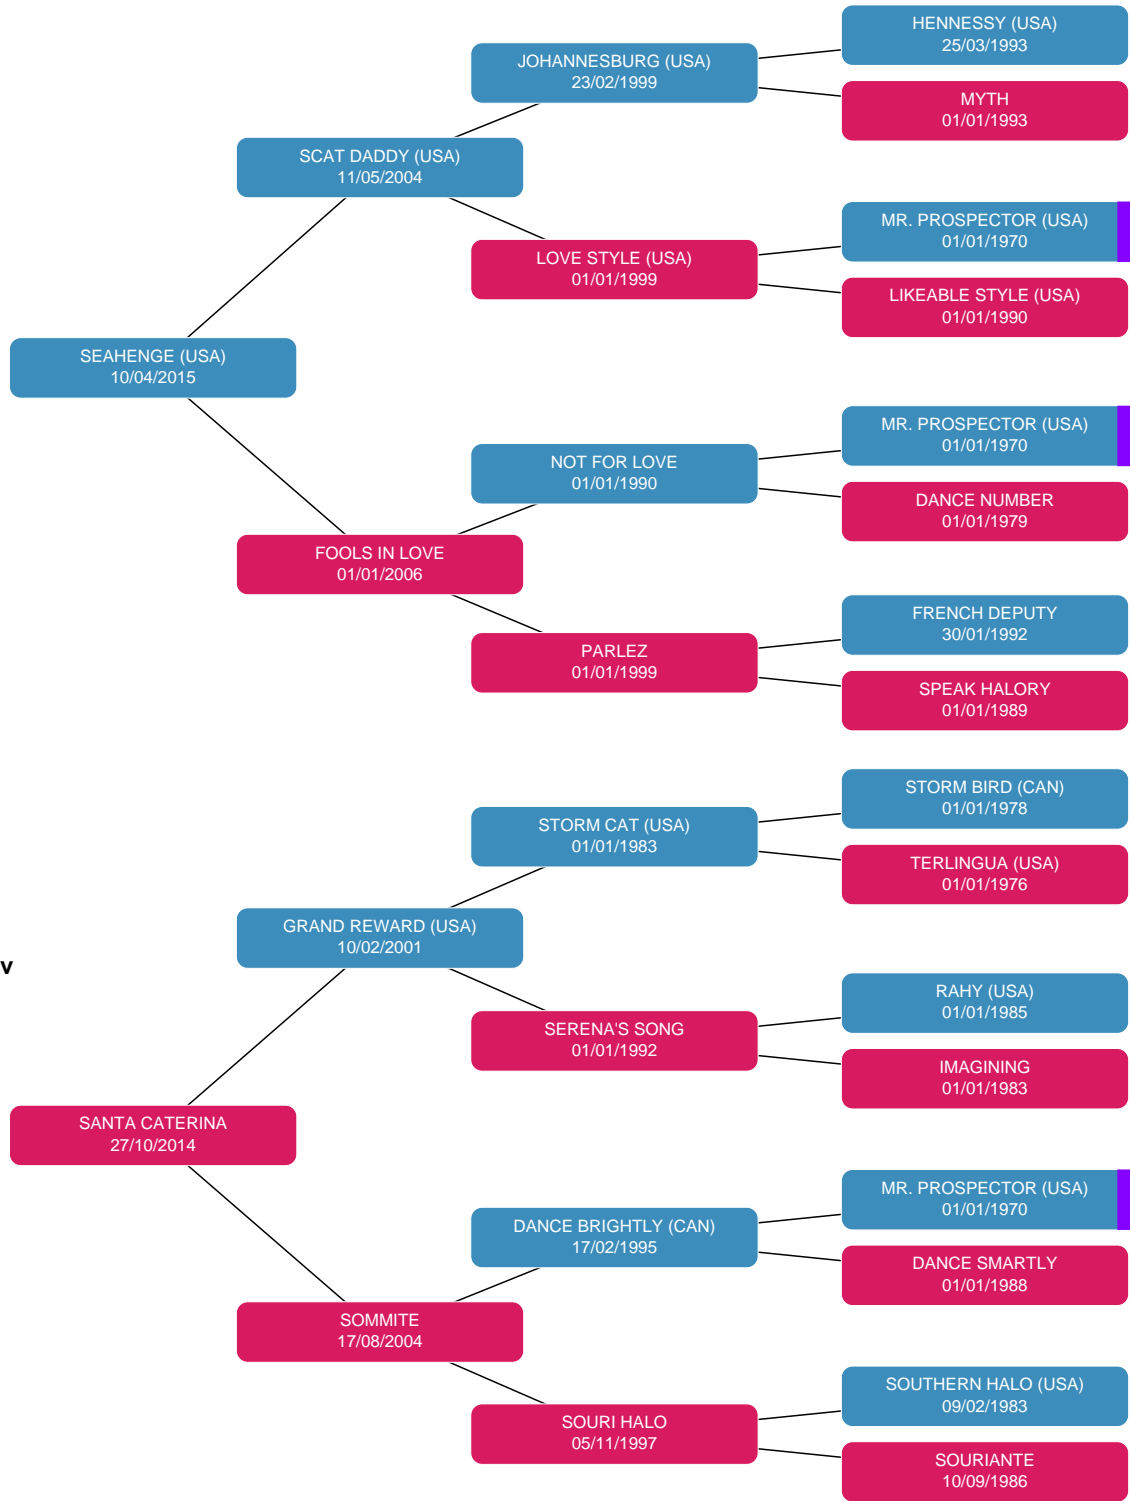 HENNESSY (USA)
25/03/1993
JOHANNESBURG (USA)
23/02/1999
MYTH
01/01/1993
SCAT DADDY (USA)
11/05/2004
MR. PROSPECTOR (USA)
01/01/1970
LOVE STYLE (USA)
01/01/1999
LIKEABLE STYLE (USA)
01/01/1990
SEAHENGE (USA)
10/04/2015
MR. PROSPECTOR (USA)
01/01/1970
NOT FOR LOVE
01/01/1990
DANCE NUMBER
01/01/1979
FOOLS IN LOVE
01/01/2006
FRENCH DEPUTY
30/01/1992
PARLEZ
01/01/1999
SPEAK HALORY
01/01/1989
STORM BIRD (CAN)
01/01/1978
STORM CAT (USA)
01/01/1983
TERLINGUA (USA)
01/01/1976
GRAND REWARD (USA)
10/02/2001
v
RAHY (USA)
01/01/1985
SERENA'S SONG
01/01/1992
IMAGINING
01/01/1983
SANTA CATERINA
27/10/2014
MR. PROSPECTOR (USA)
01/01/1970
DANCE BRIGHTLY (CAN)
17/02/1995
DANCE SMARTLY
01/01/1988
SOMMITE
17/08/2004
SOUTHERN HALO (USA)
09/02/1983
SOURI HALO
05/11/1997
SOURIANTE
10/09/1986